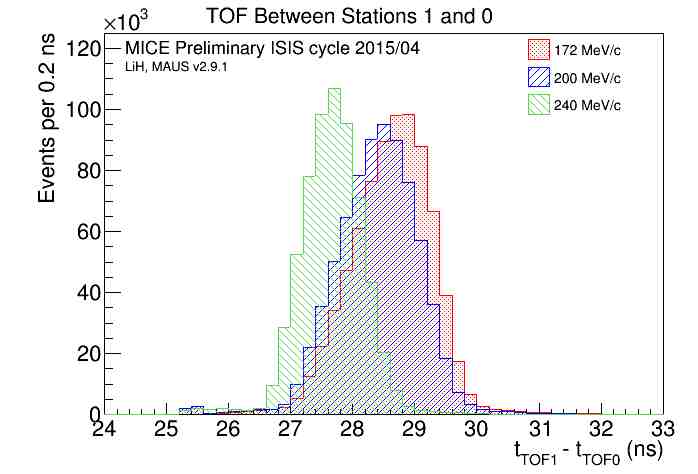 TOF Between Stations 1 and 0
×10³
Events per 0.2 ns
MICE Preliminary ISIS cycle 2015/04
LiH, MAUS v2.9.1
172 MeV/c
200 MeV/c
240 MeV/c
120
100
80
60
40
20
0
24 25 26 27 28 29 30 31 32 33
t_TOF1 - t_TOF0 (ns)